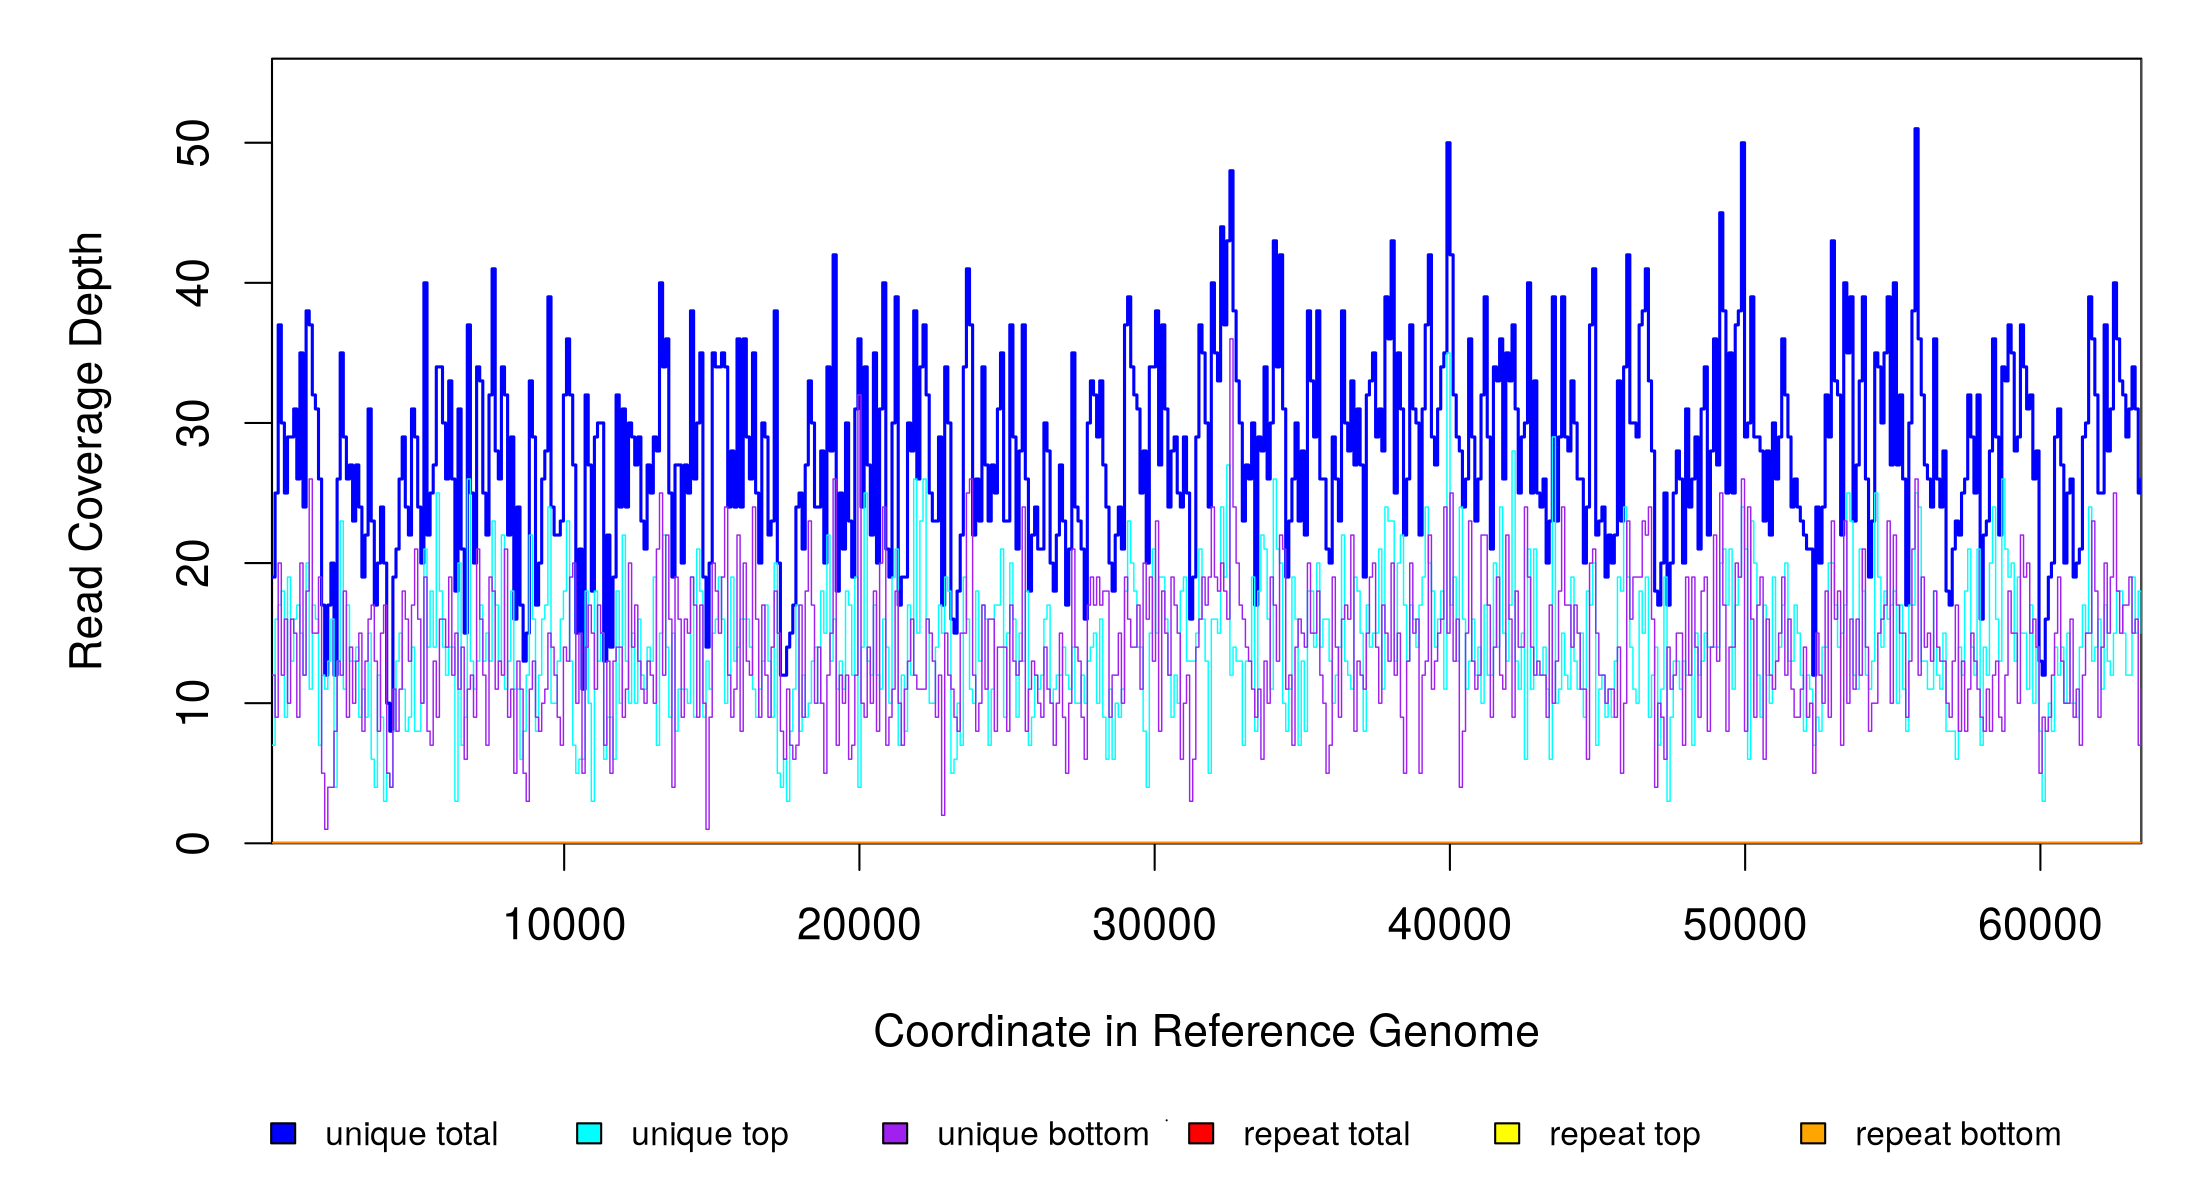 Read Coverage Depth
50
40
30
20
10
0
10000 20000 30000 40000 50000 60000
Coordinate in Reference Genome
unique total unique top unique bottom repeat total repeat top repeat bottom